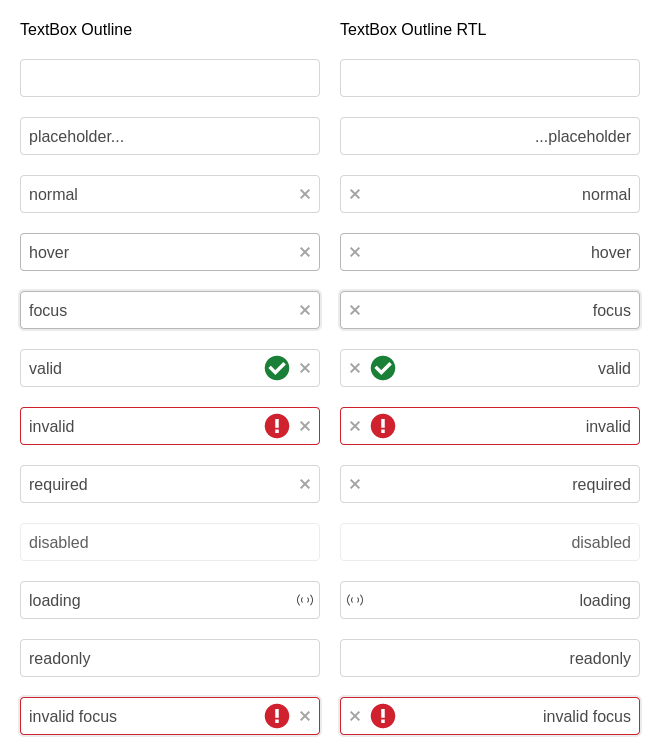 TextBox Outline
TextBox Outline RTL
placeholder...
...placeholder
normal
normal
hover
hover
focus
focus
valid
valid
invalid
invalid
required
required
disabled
disabled
loading
loading
readonly
readonly
invalid focus
invalid focus